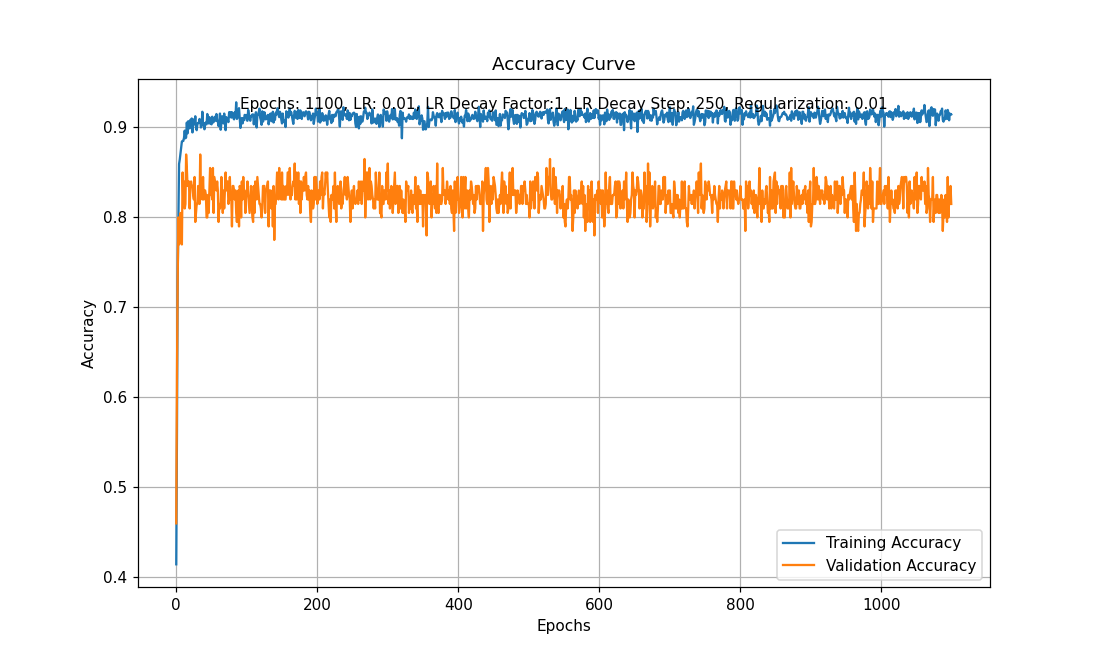 Accuracy Curve
Epochs: 1100, LR: 0.01, LR Decay Factor:1, LR Decay Step: 250, Regularization: 0.01
0.9
0.8
0.7
0.6
0.5
0.4
Accuracy
Training Accuracy
Validation Accuracy
0 200 400 600 800 1000
Epochs